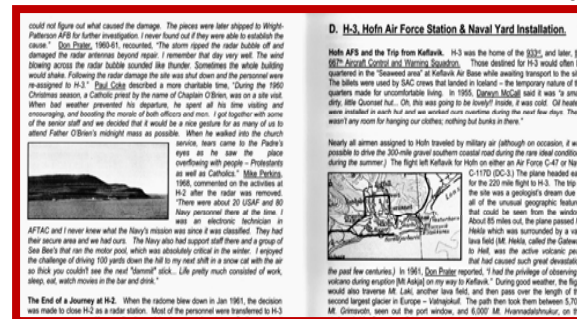 could not figure out what caused the damage. The pieces were later shipped to Wright-
Patterson AFB for further investigation. I never found out if they were able to establish the
cause." Don Prater, 1960-61, recounted, "The storm ripped the radar bubble off and
damaged the radar antennas beyond repair. I remember that day very well. The wind
blowing across the radar bubble sounded like thunder. Sometimes the whole building
would shake. Following the radar damage the site was shut down and the personnel were
re-assigned to H-3." Paul Coke described a more charitable time, "During the 1960
Christmas season, a Catholic priest by the name of Chaplain O'Brien, was on a site visit.
When bad weather prevented his departure, he spent all his time visiting and
encouraging, and boosting the morale of both officers and men. I got together with some
of the senior staff and we decided that it would be a nice gesture for as many of us to
attend Father O'Brien's midnight mass as possible. When he walked into the church
service, tears came to the Padre's
eyes as he saw the place
overflowing with people – Protestants
as well as Catholics." Mike Perkins,
1968, commented on the activities at
H-2 after the radar was removed.
"There were about 20 USAF and 80
Navy personnel there at the time. I
was an electronic technician in
AFTAC and I never knew what the Navy's mission was since it was classified. They had
their secure area and we had ours. The Navy also had support staff there and a group of
Sea Bee's that ran the motor pool, which was absolutely critical in the winter. I enjoyed
the challenge of driving 100 yards down the hill to my next shift in a snow cat with the air
so thick you couldn't see the next "dammit" stick... Life pretty much consisted of work,
sleep, eat, watch movies in the bar and drink."
The End of a Journey at H-2. When the radome blew down in Jan 1961, the decision
was made to close H-2 as a radar station. Most of the personnel were transferred to H-3
D. H-3, Hofn Air Force Station & Naval Yard Installation.
Hofn AFS and the Trip from Keflavik. H-3 was the home of the 933rd, and later,
667th Aircraft Control and Warning Squadron. Those destined for H-3 would often
quartered in the "Seaweed area" at Keflavik Air Base while awaiting transport to the
The billets were used by SAC crews that landed in Iceland – the temporary nature of
quarters made for uncomfortable living. In 1955, Darwyn McCall said it was "a
dirty, little Quonset hut... Oh, this was going to be lovely!! Inside, it was cold. Oil
were installed in each hut and we worked ours overtime during the next few days.
wasn't any room for hanging our clothes; nothing but bunks in there."
Nearly all airmen assigned to Hofn traveled by military air (although on occasion, it
possible to drive the 300-mile gravel southern coastal road during the rare ideal
during the summer.) The flight left Keflavik for Hofn on either an Air Force C-47 or
C-117D (DC-3.) The plane headed
for the 220 mile flight to H-3. The trip
the site was a geologist's dream due
all of the unusual geographic
that could be seen from the
About 85 miles out, the plane passed
Hekla which was surrounded by a
lava field (Mt. Hekla, called the
to Hell, was the active volcanic
that had caused such great
the past few centuries.) In 1961, Don Prater reported, "I had the privilege of observing
volcano during eruption [Mt Askja] on my way to Keflavik." During good weather, the
would also traverse Mt. Laki, another lava field, and then pass over the length of
second largest glacier in Europe – Vatnajokull. The path then took them between
Mt. Grimsvotn, seen out the port window, and 6,000' Mt. Hvannadalshnukur, on